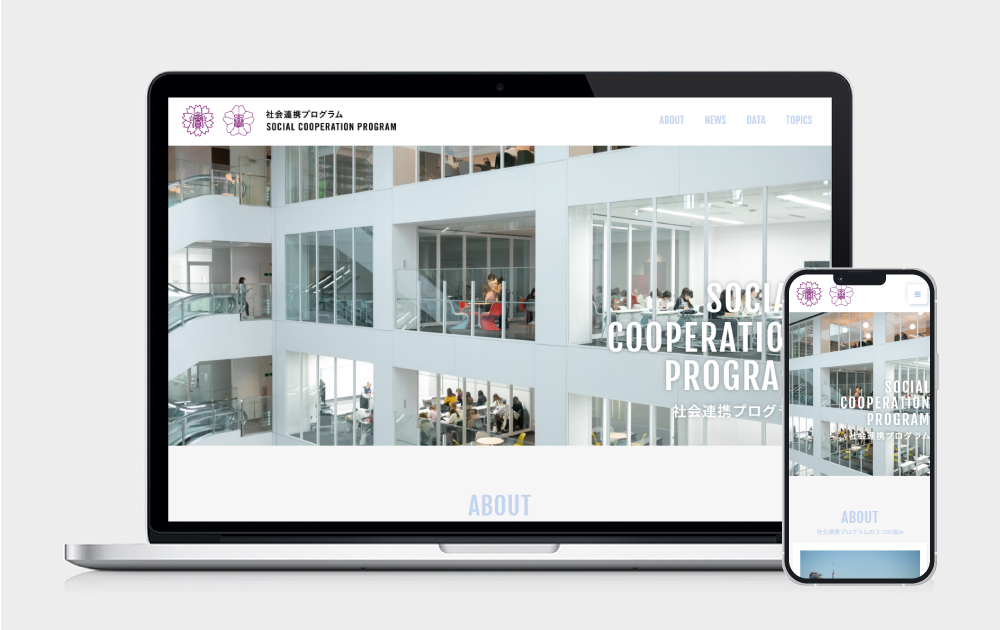 社会連携プログラム
SOCIAL COOPERATION PROGRAM
ABOUT NEWS DATA TOPICS
SOCIA
COOPERATIO
PROGRA
社会連携プログラ
ABOUT
SOCIAL
COOPERATION
PROGRAM
社会連携プログラム
ABOUT
社会連携プログラムの3つの強み